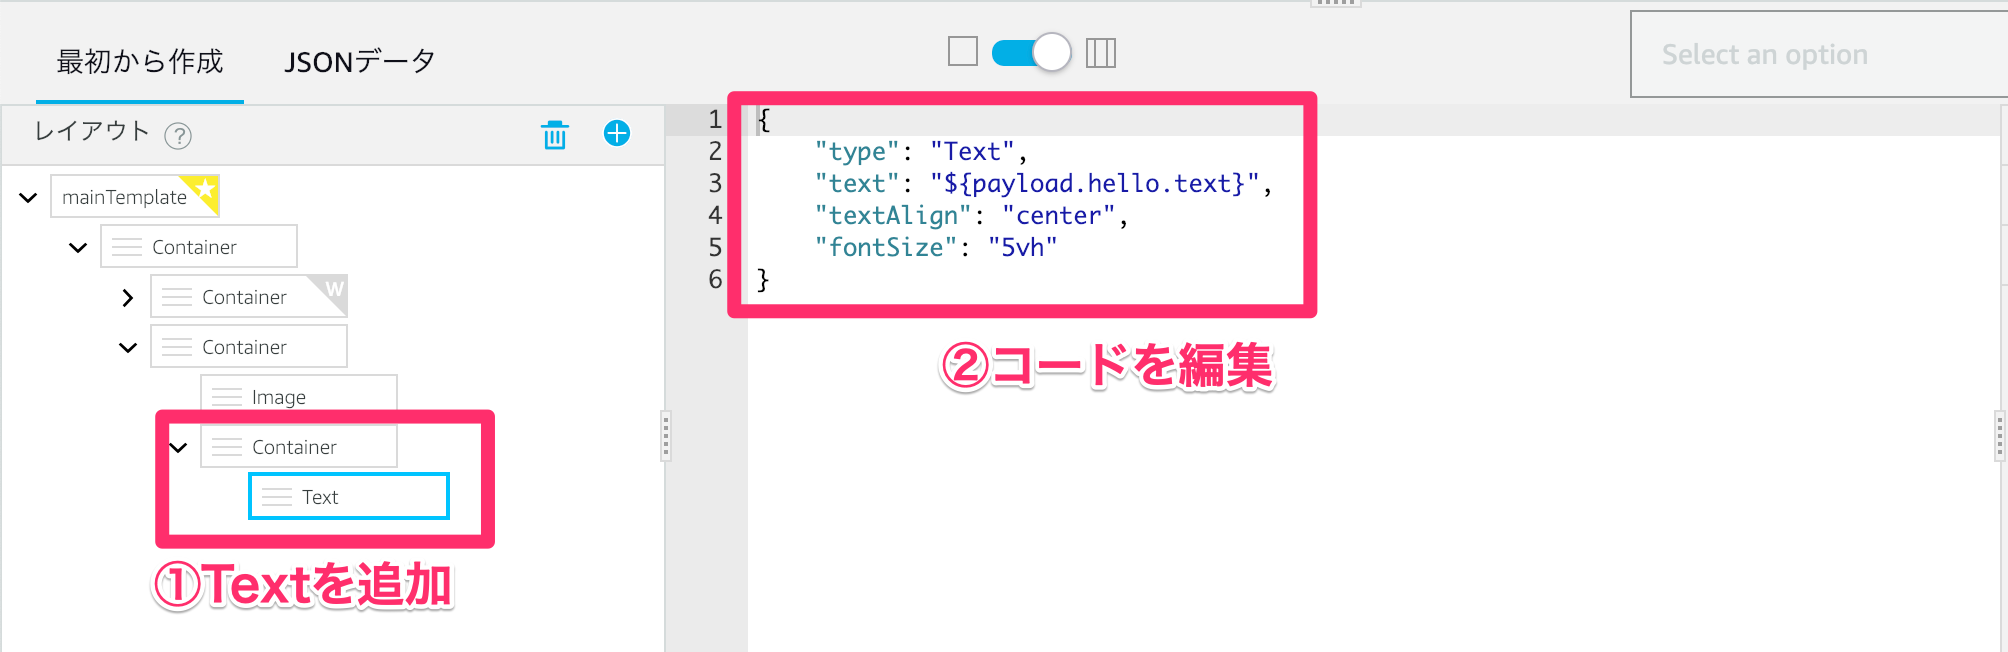 最初から作成
JSONデータ
Select an option
レイアウト ?
mainTemplate
Container
Container W
Container
Image
Container
Text
①Textを追加
1 {
2 "type": "Text",
3 "text": "${payload.hello.text}",
4 "textAlign": "center",
5 "fontSize": "5vh"
6 }
②コードを編集